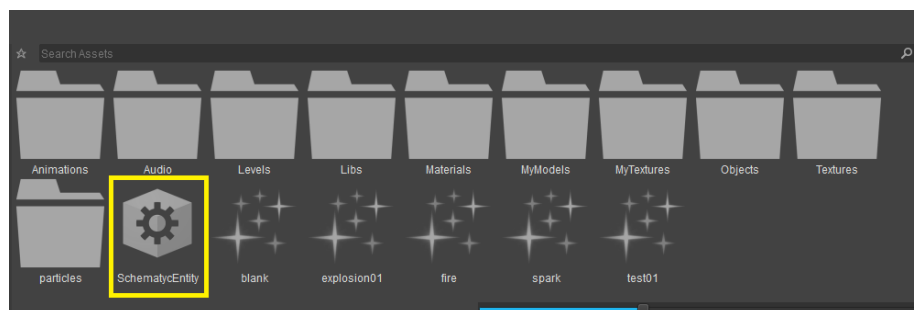 Search Assets
Animations Audio Levels Libs Materials MyModels MyTextures Objects Textures
particles SchematycEntity blank explosion01 fire spark test01